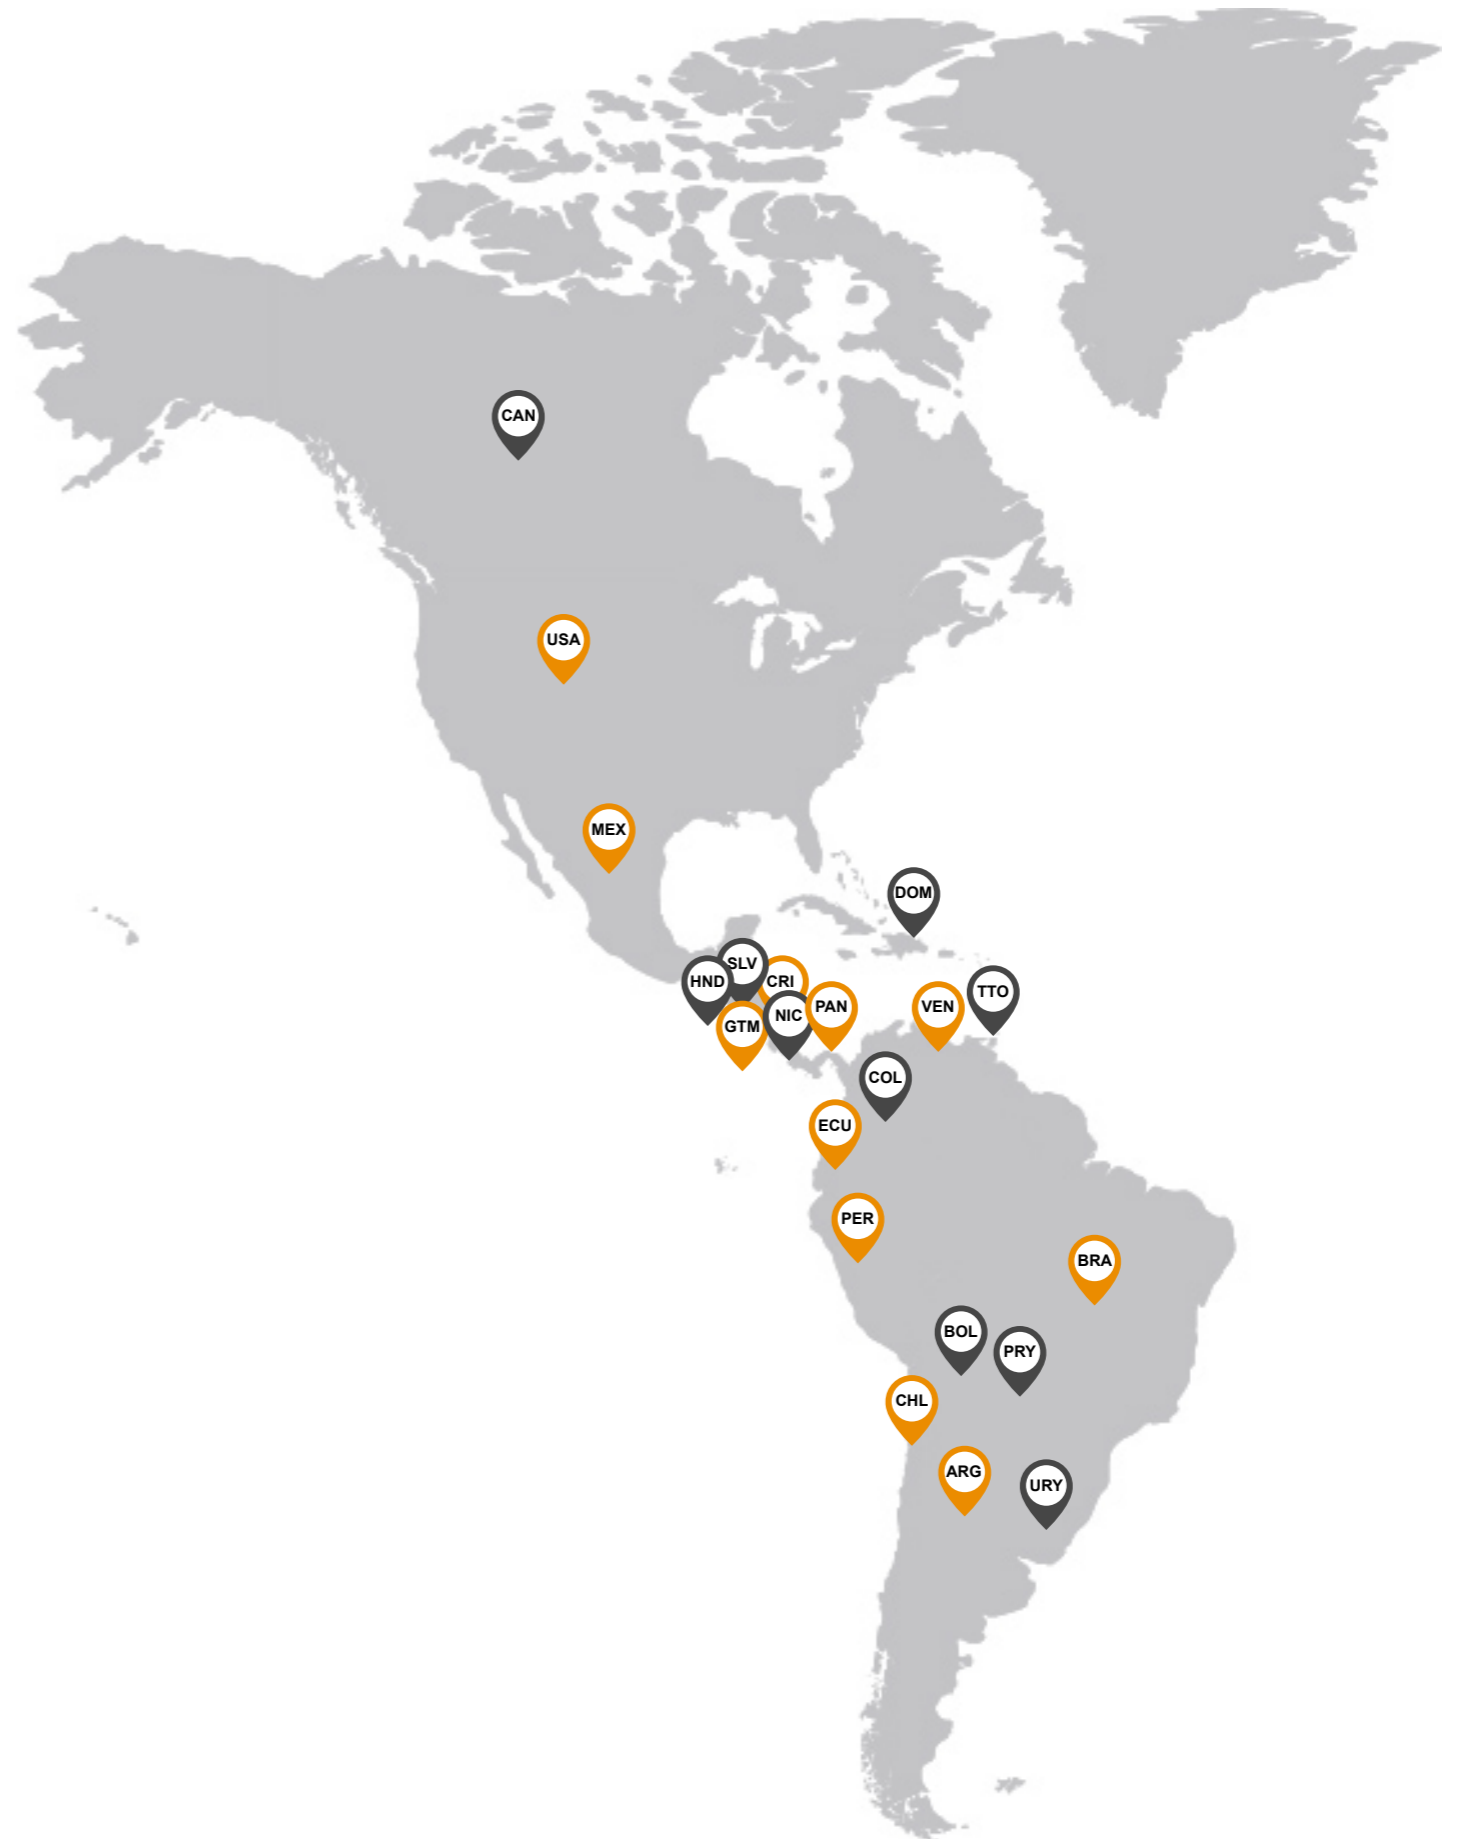 CAN
USA
MEX
DOM
SLV
HND
CRI
TTO
PAN
VEN
NIC
GTM
COL
ECU
PER
BRA
BOL
PRY
CHL
ARG
URY